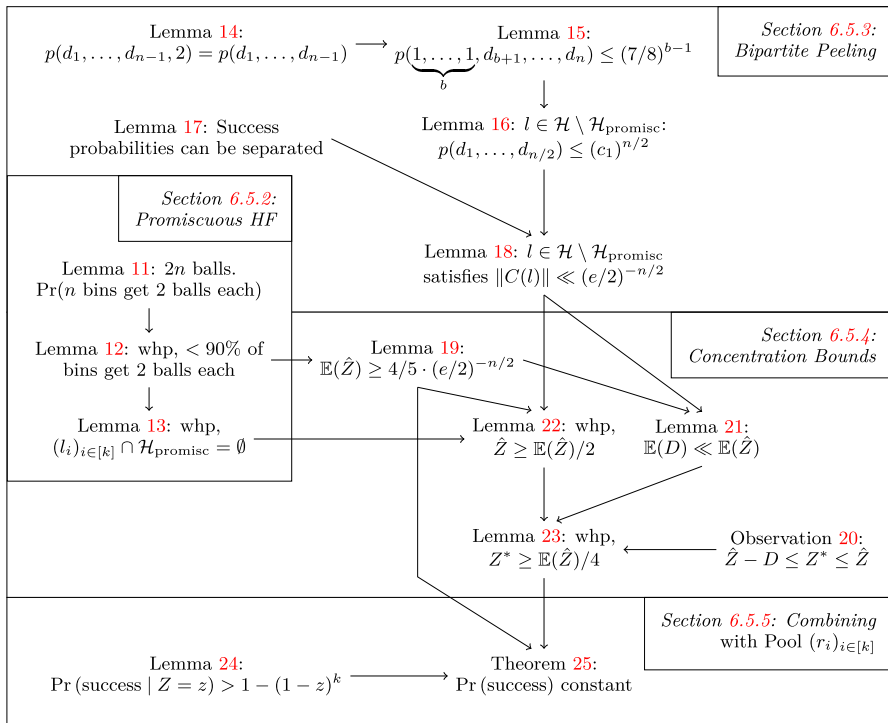 Lemma 14:
p(d₁, . . . , dₙ₋₁, 2) = p(d₁, . . . , dₙ₋₁)
Lemma 15:
p(1, . . . , 1, d_{b+1}, . . . , dₙ) ≤ (7/8)^{b−1}
b
Section 6.5.3:
Bipartite Peeling
Lemma 17: Success
probabilities can be separated
Lemma 16: l ∈ ℋ \ ℋ_promisc:
p(d₁, . . . , d_{n/2}) ≤ (c₁)^{n/2}
Section 6.5.2:
Promiscuous HF
Lemma 11: 2n balls.
Pr(n bins get 2 balls each)
Lemma 18: l ∈ ℋ \ ℋ_promisc
satisfies ‖C(l)‖ ≪ (e/2)^{−n/2}
Lemma 12: whp, < 90% of
bins get 2 balls each
Lemma 19:
𝔼(Ẑ) ≥ 4/5 · (e/2)^{−n/2}
Section 6.5.4:
Concentration Bounds
Lemma 13: whp,
(lᵢ)_{i∈[k]} ∩ ℋ_promisc = ∅
Lemma 22: whp,
Ẑ ≥ 𝔼(Ẑ)/2
Lemma 21:
𝔼(D) ≪ 𝔼(Ẑ)
Lemma 23: whp,
Z* ≥ 𝔼(Ẑ)/4
Observation 20:
Ẑ − D ≤ Z* ≤ Ẑ
Section 6.5.5: Combining
with Pool (rᵢ)_{i∈[k]}
Lemma 24:
Pr (success | Z = z) > 1 − (1 − z)^k
Theorem 25:
Pr (success) constant